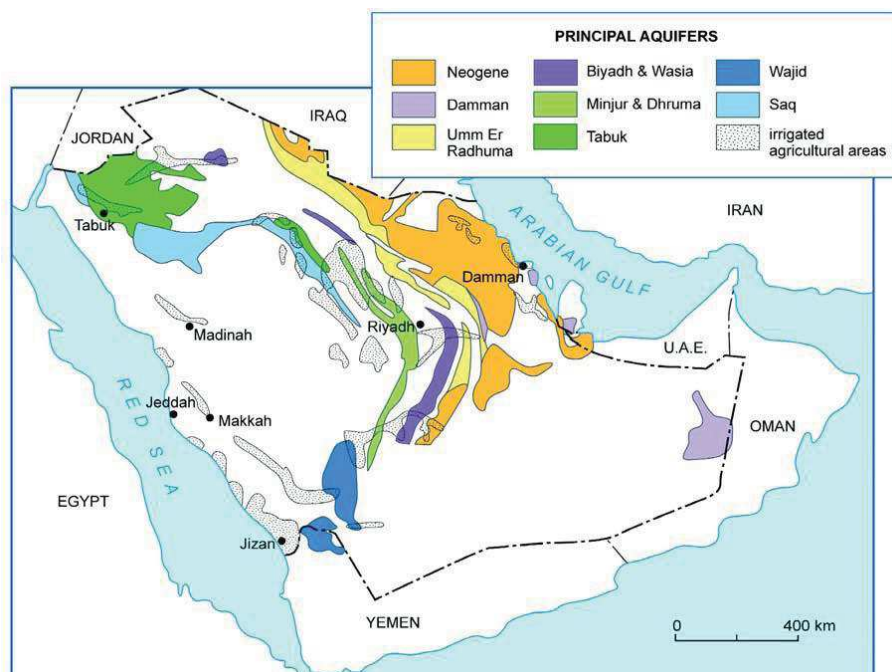 PRINCIPAL AQUIFERS
Neogene
Damman
Umm Er
Radhuma
Biyadh & Wasia
Minjur & Dhruma
Tabuk
Wajid
Saq
irrigated
agricultural areas
JORDAN
IRAQ
IRAN
Tabuk
ARABIAN GULF
Damman
Riyadh
Madinah
U.A.E.
Jeddah
Makkah
RED SEA
OMAN
EGYPT
Jizan
YEMEN
0 400 km